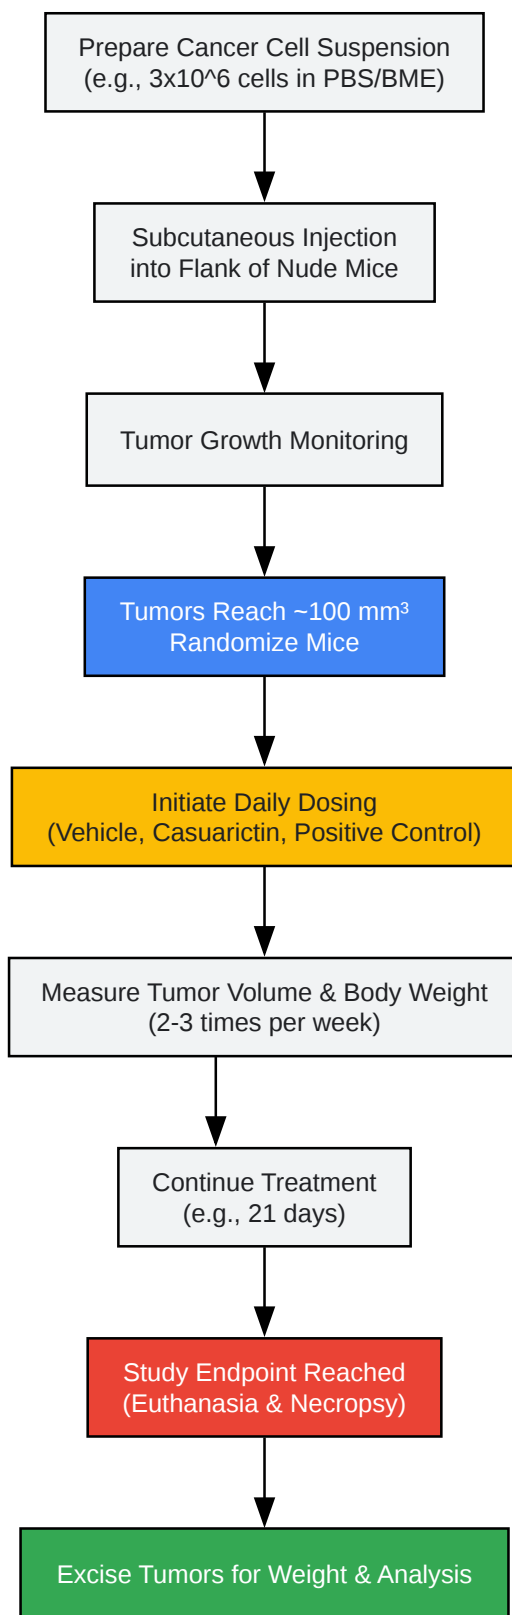 Prepare Cancer Cell Suspension
(e.g., 3x10^6 cells in PBS/BME)
Subcutaneous Injection
into Flank of Nude Mice
Tumor Growth Monitoring
Tumors Reach ~100 mm³
Randomize Mice
Initiate Daily Dosing
(Vehicle, Casuarictin, Positive Control)
Measure Tumor Volume & Body Weight
(2-3 times per week)
Continue Treatment
(e.g., 21 days)
Study Endpoint Reached
(Euthanasia & Necropsy)
Excise Tumors for Weight & Analysis